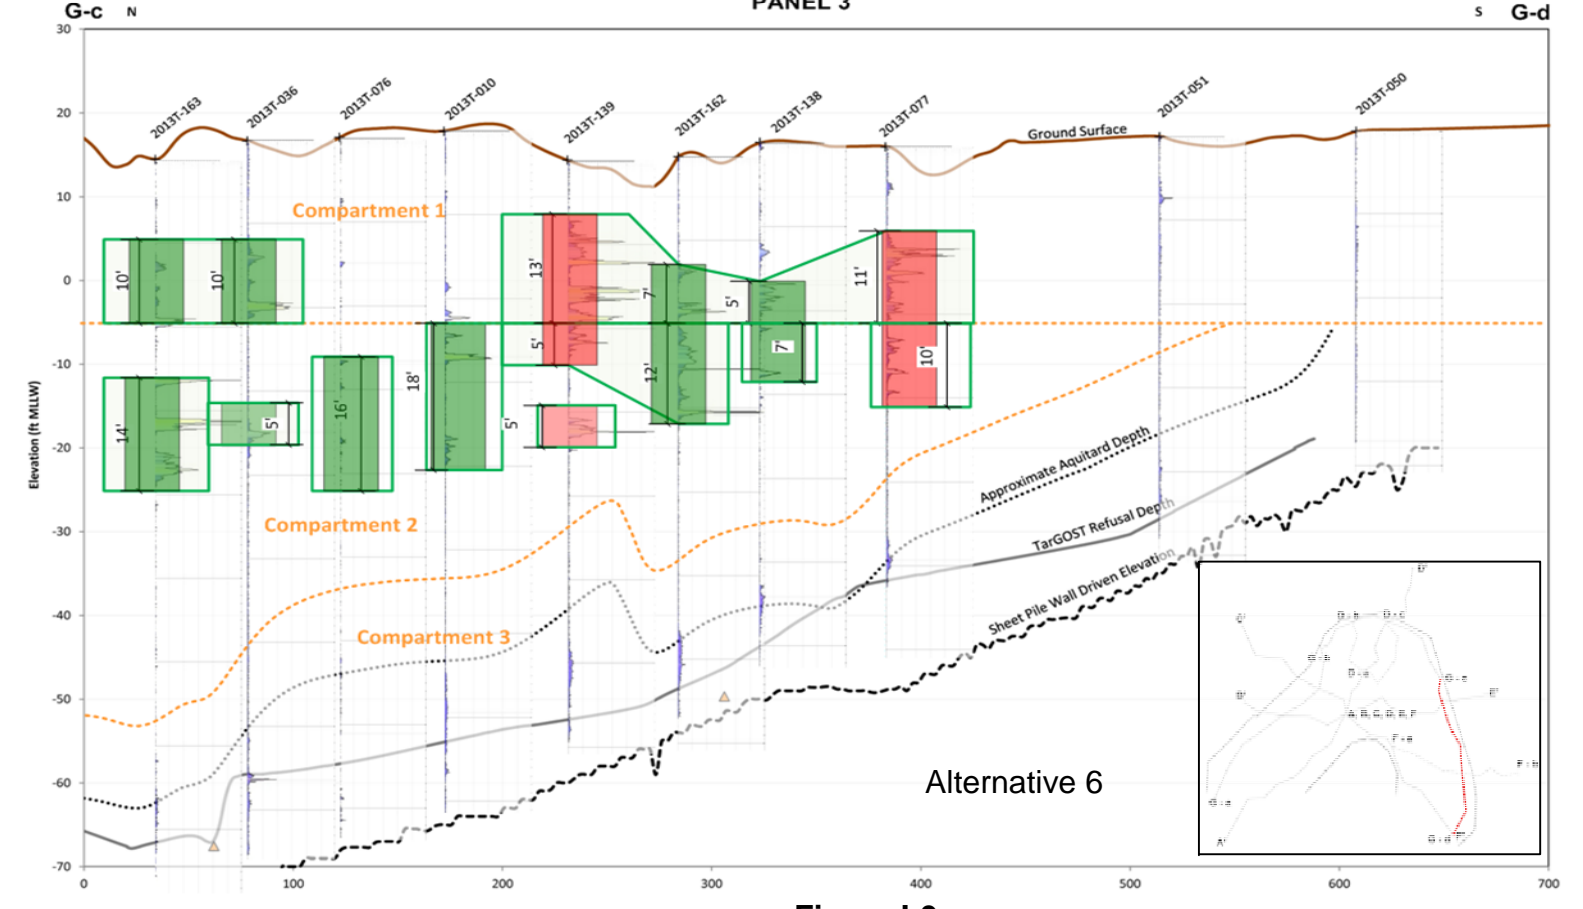 PANEL 3
G-c N
S G-d
30
20
10
0
-10
-20
-30
-40
-50
-60
-70
Elevation (ft MLLW)
2013T-163
2013T-036
2013T-076
2013T-010
2013T-139
2013T-162
2013T-138
2013T-077
2013T-051
2013T-050
Ground Surface
Compartment 1
10'
10'
13'
7'
5'
11'
14'
5'
16'
18'
5'
5'
12'
7'
10'
Compartment 2
Compartment 3
Approximate Aquitard Depth
TarGOST Refusal Depth
Sheet Pile Wall Driven Elevation
Alternative 6
0
100
200
300
400
500
600
700